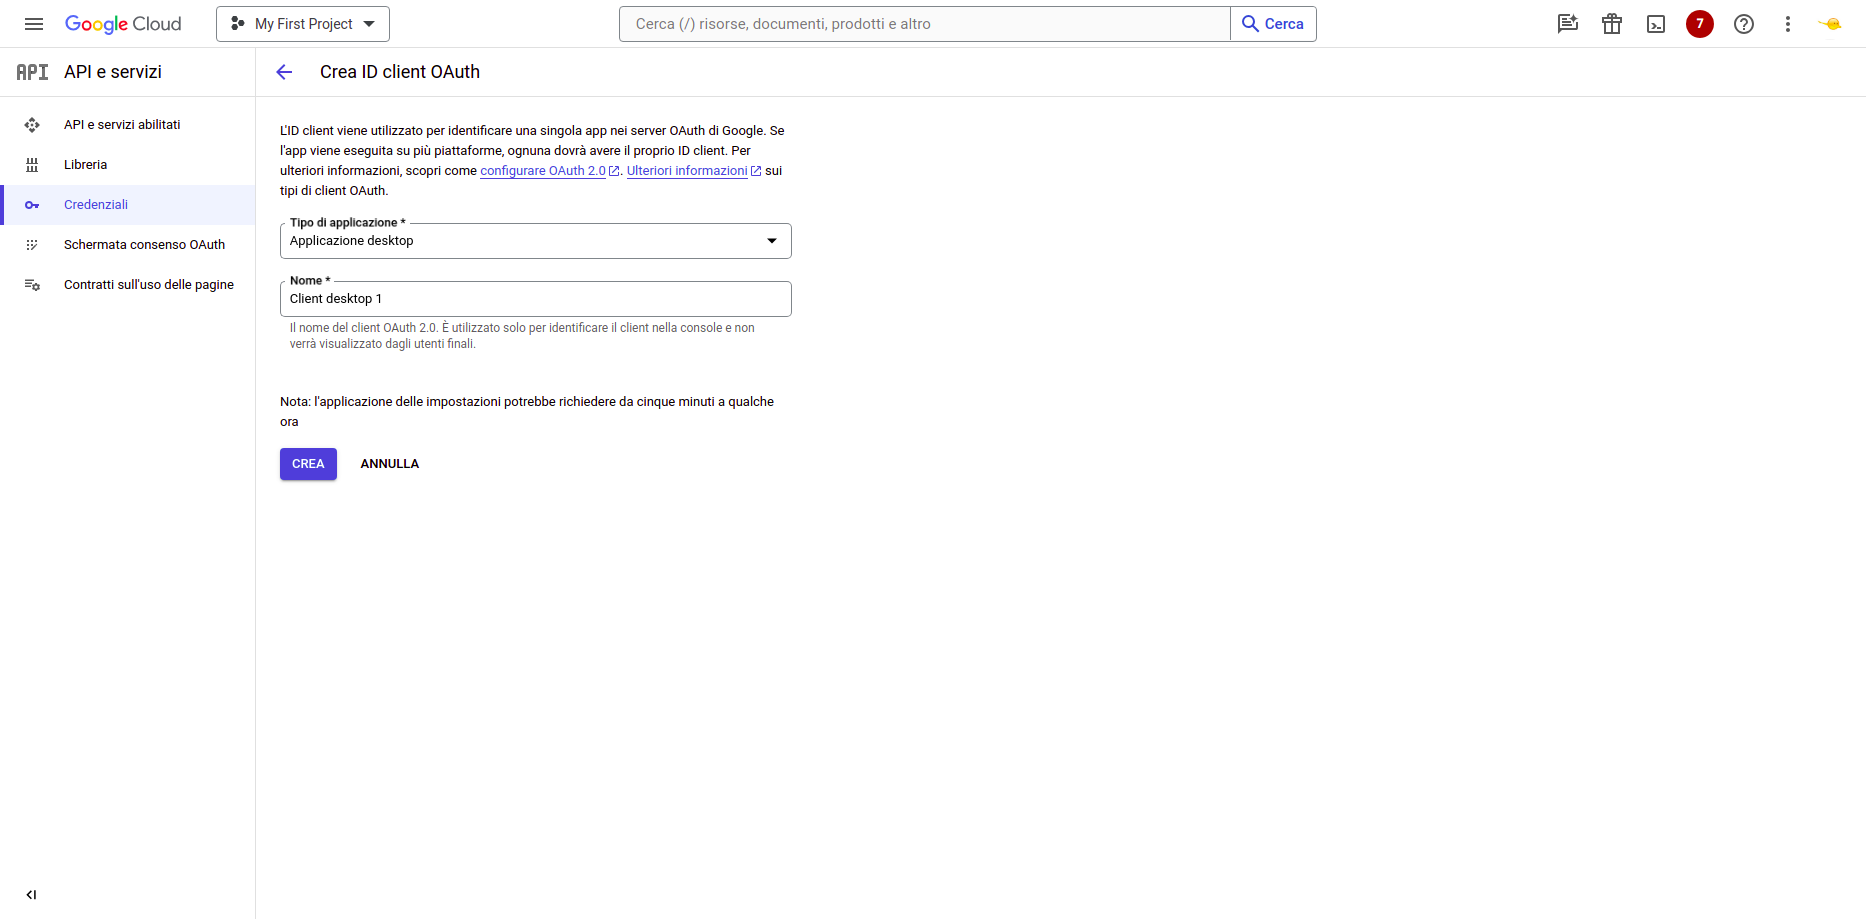 Google Cloud
My First Project
Cerca (/) risorse, documenti, prodotti e altro
Cerca
7
API
API e servizi
Crea ID client OAuth
API e servizi abilitati
Libreria
Credenziali
Schermata consenso OAuth
Contratti sull'uso delle pagine
L'ID client viene utilizzato per identificare una singola app nei server OAuth di Google. Se
l'app viene eseguita su più piattaforme, ognuna dovrà avere il proprio ID client. Per
ulteriori informazioni, scopri come configurare OAuth 2.0. Ulteriori informazioni sui
tipi di client OAuth.
Tipo di applicazione *
Applicazione desktop
Nome *
Client desktop 1
Il nome del client OAuth 2.0. È utilizzato solo per identificare il client nella console e non
verrà visualizzato dagli utenti finali.
Nota: l'applicazione delle impostazioni potrebbe richiedere da cinque minuti a qualche
ora
CREA
ANNULLA